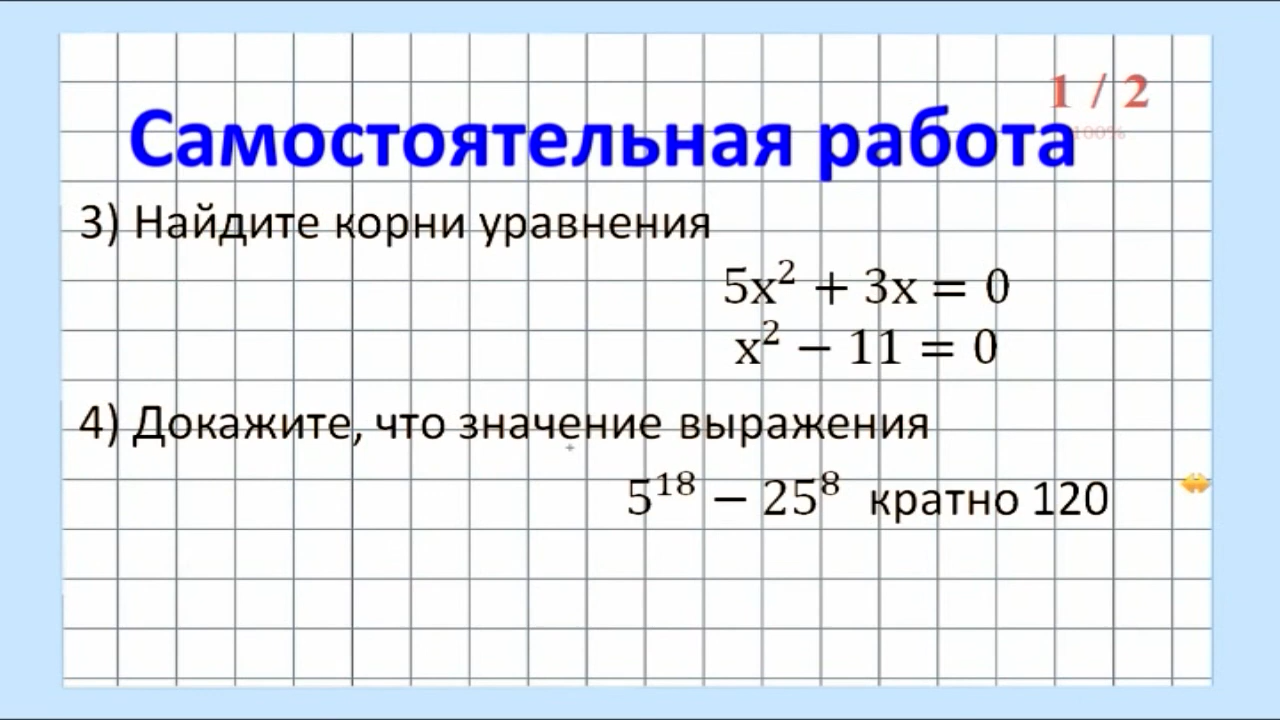 1 / 2
100%
Самостоятельная работа
3) Найдите корни уравнения
5x² + 3x = 0
x² − 11 = 0
4) Докажите, что значение выражения
5¹⁸ − 25⁸ кратно 120